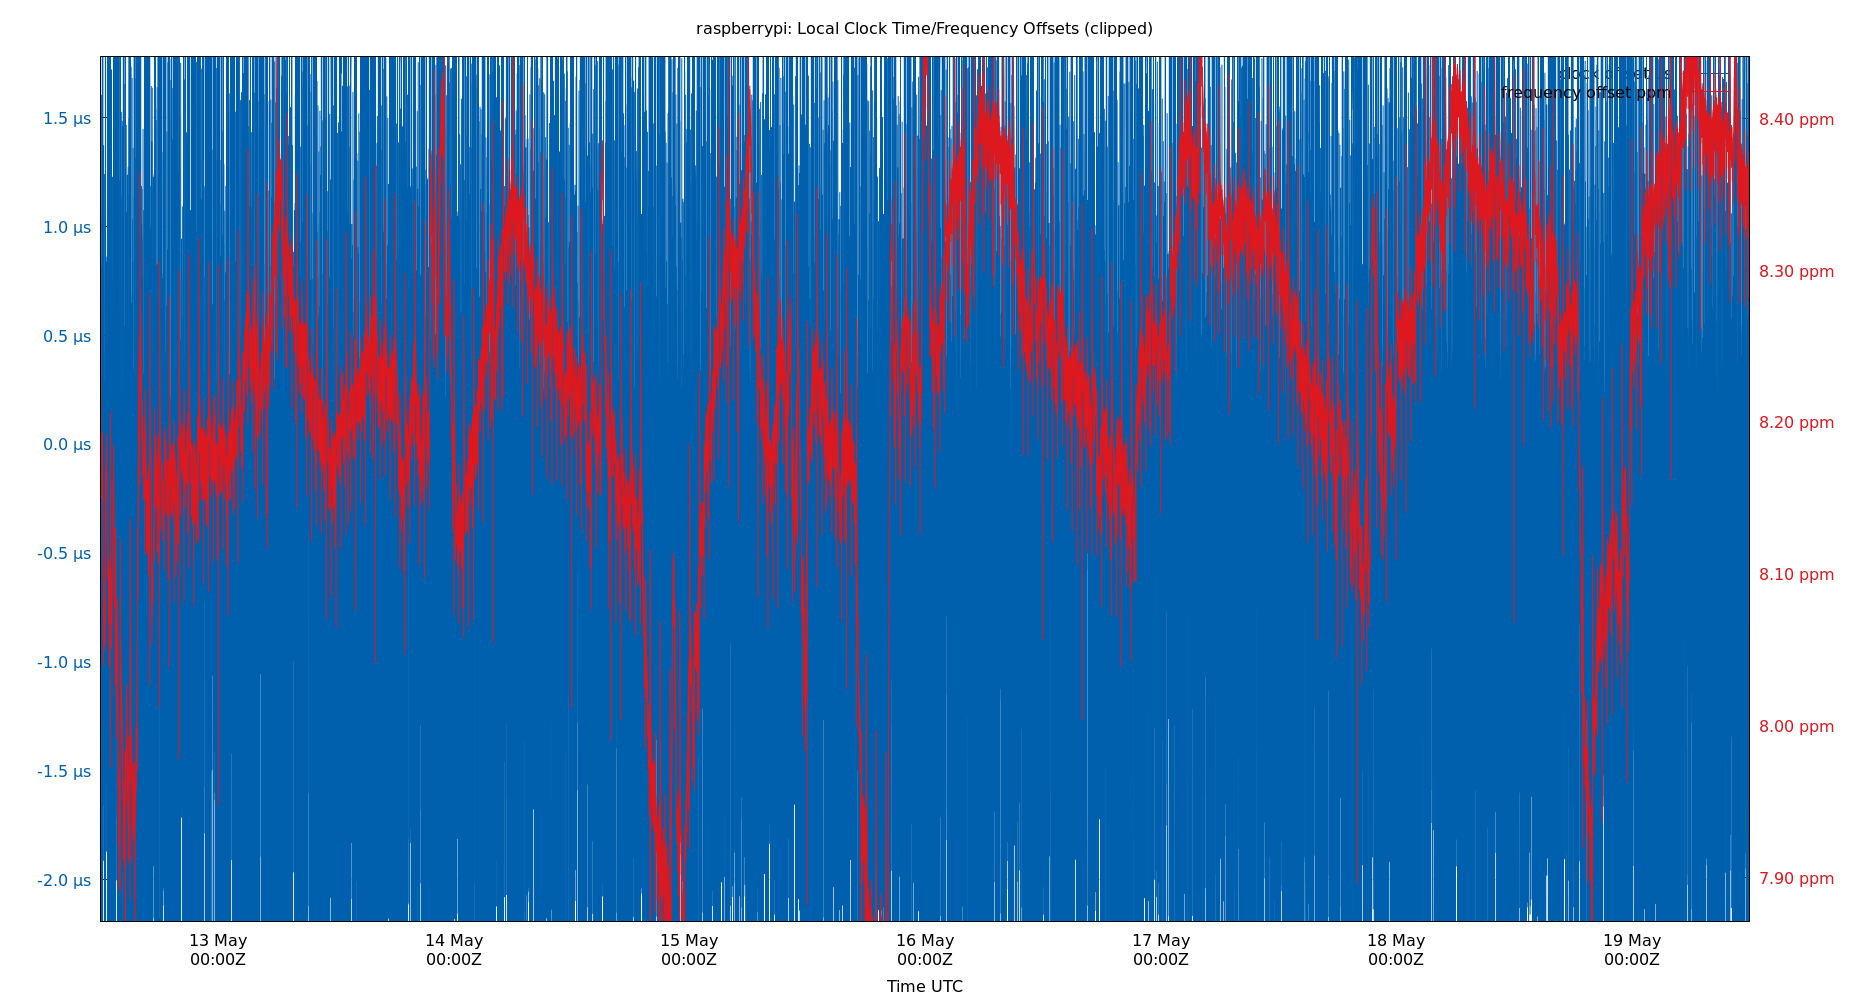 raspberrypi: Local Clock Time/Frequency Offsets (clipped)
frequency offset ppm
1.5 µs
1.0 µs
0.5 µs
0.0 µs
-0.5 µs
-1.0 µs
-1.5 µs
-2.0 µs
8.40 ppm
8.30 ppm
8.20 ppm
8.10 ppm
8.00 ppm
7.90 ppm
13 May
00:00Z
14 May
00:00Z
15 May
00:00Z
16 May
00:00Z
17 May
00:00Z
18 May
00:00Z
19 May
00:00Z
Time UTC